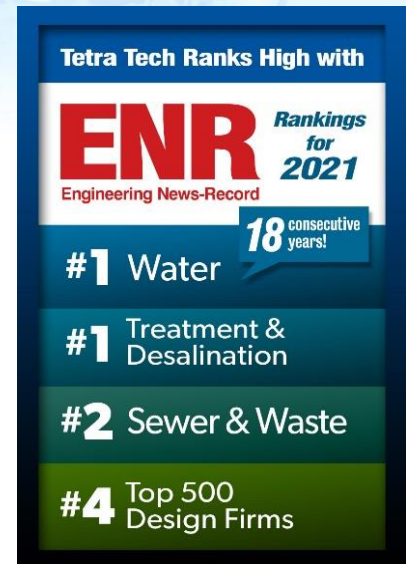 Tetra Tech Ranks High with
ENR
Engineering News-Record
Rankings
for
2021
18 consecutive
years!
#1 Water
#1 Treatment &
Desalination
#2 Sewer & Waste
#4 Top 500
Design Firms